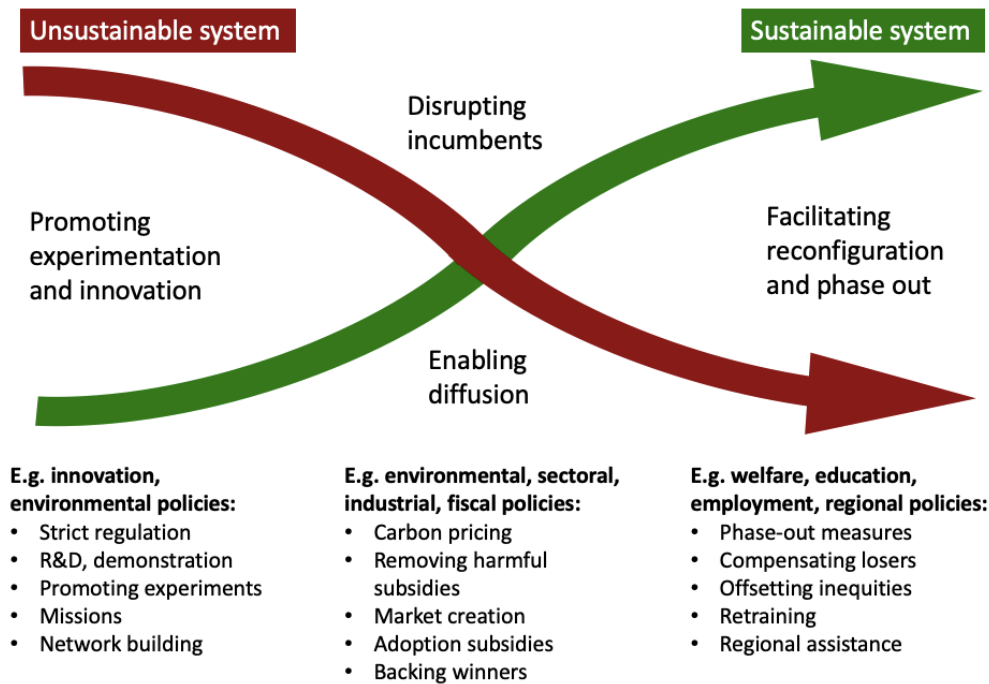 Unsustainable system
Sustainable system
Disrupting
incumbents
Promoting
experimentation
and innovation
Facilitating
reconfiguration
and phase out
Enabling
diffusion
E.g. innovation,
environmental policies:
• Strict regulation
• R&D, demonstration
• Promoting experiments
• Missions
• Network building
E.g. environmental, sectoral,
industrial, fiscal policies:
• Carbon pricing
• Removing harmful
subsidies
• Market creation
• Adoption subsidies
• Backing winners
E.g. welfare, education,
employment, regional policies:
• Phase-out measures
• Compensating losers
• Offsetting inequities
• Retraining
• Regional assistance